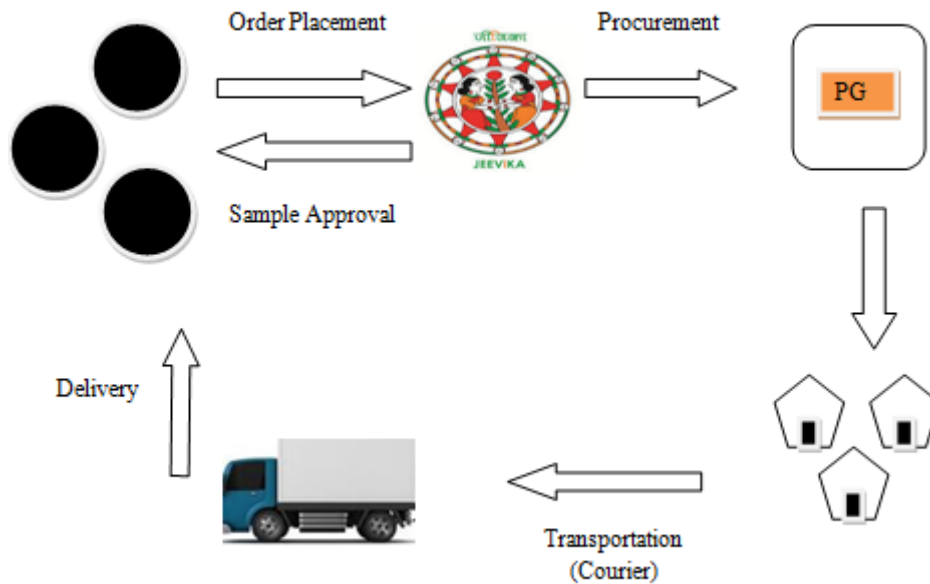 Order Placement
Procurement
PG
JEEVIKA
Sample Approval
Delivery
Transportation
(Courier)